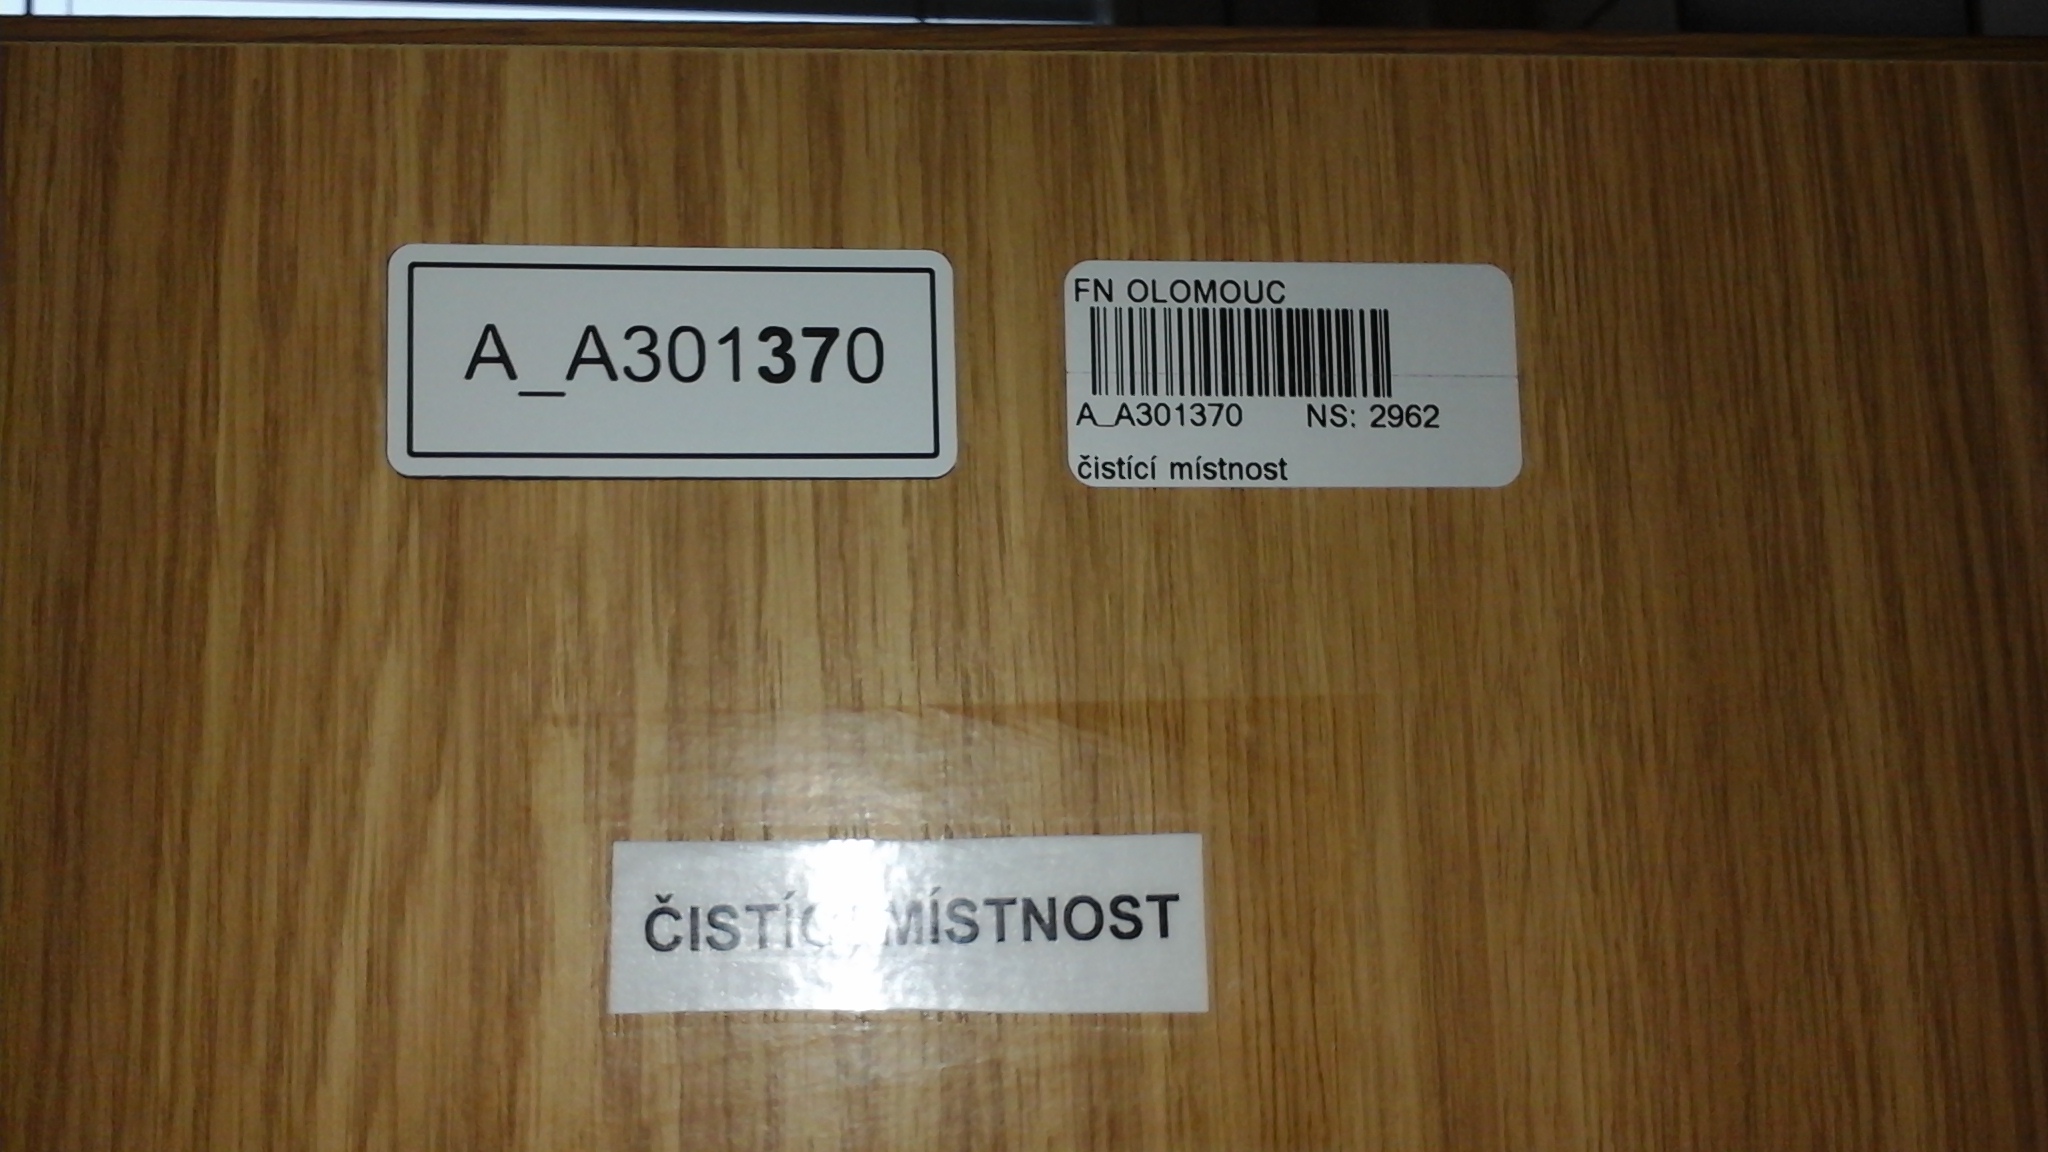 A_A301370
FN OLOMOUC
A_A301370 NS: 2962
čistící místnost
ČISTÍCÍ MÍSTNOST